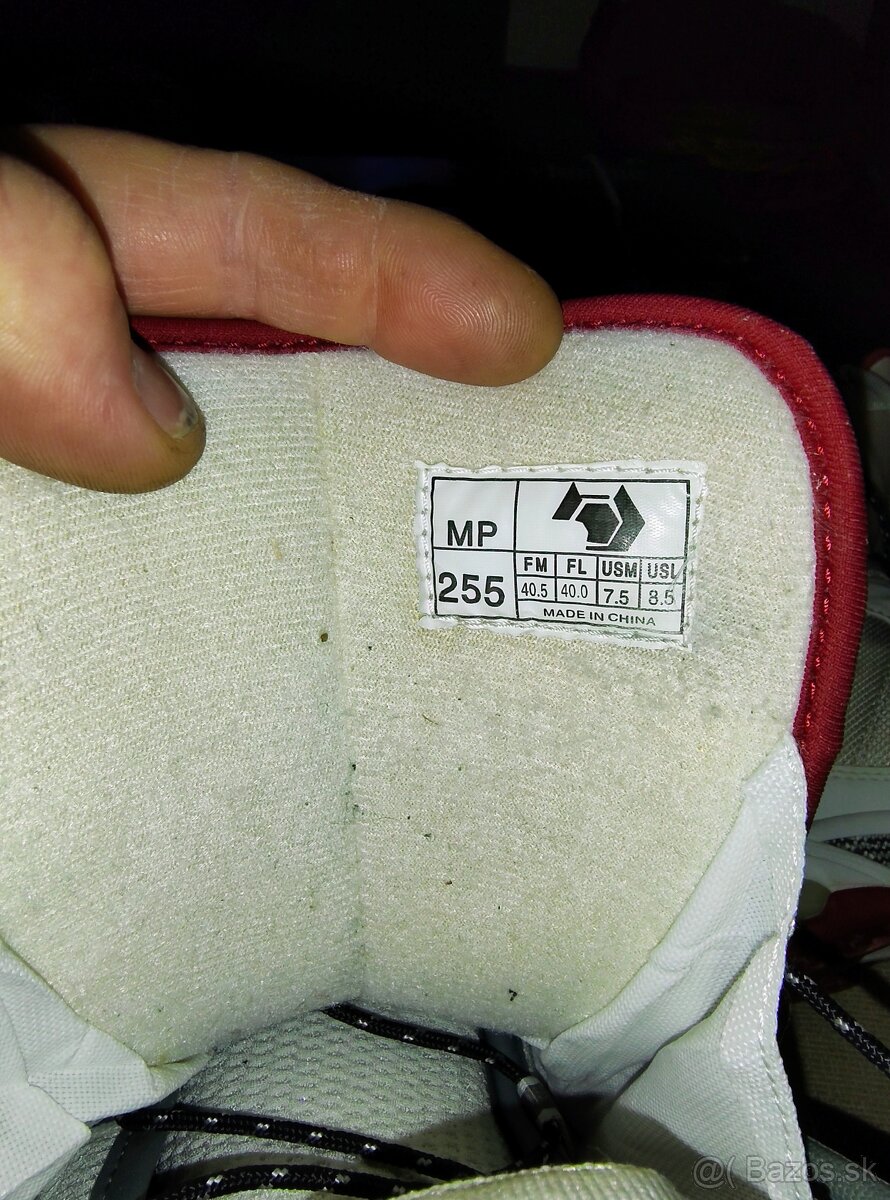 MP
255
FM FL USM USL
40.5 40.0 7.5 8.5
MADE IN CHINA
@( Bazos.sk